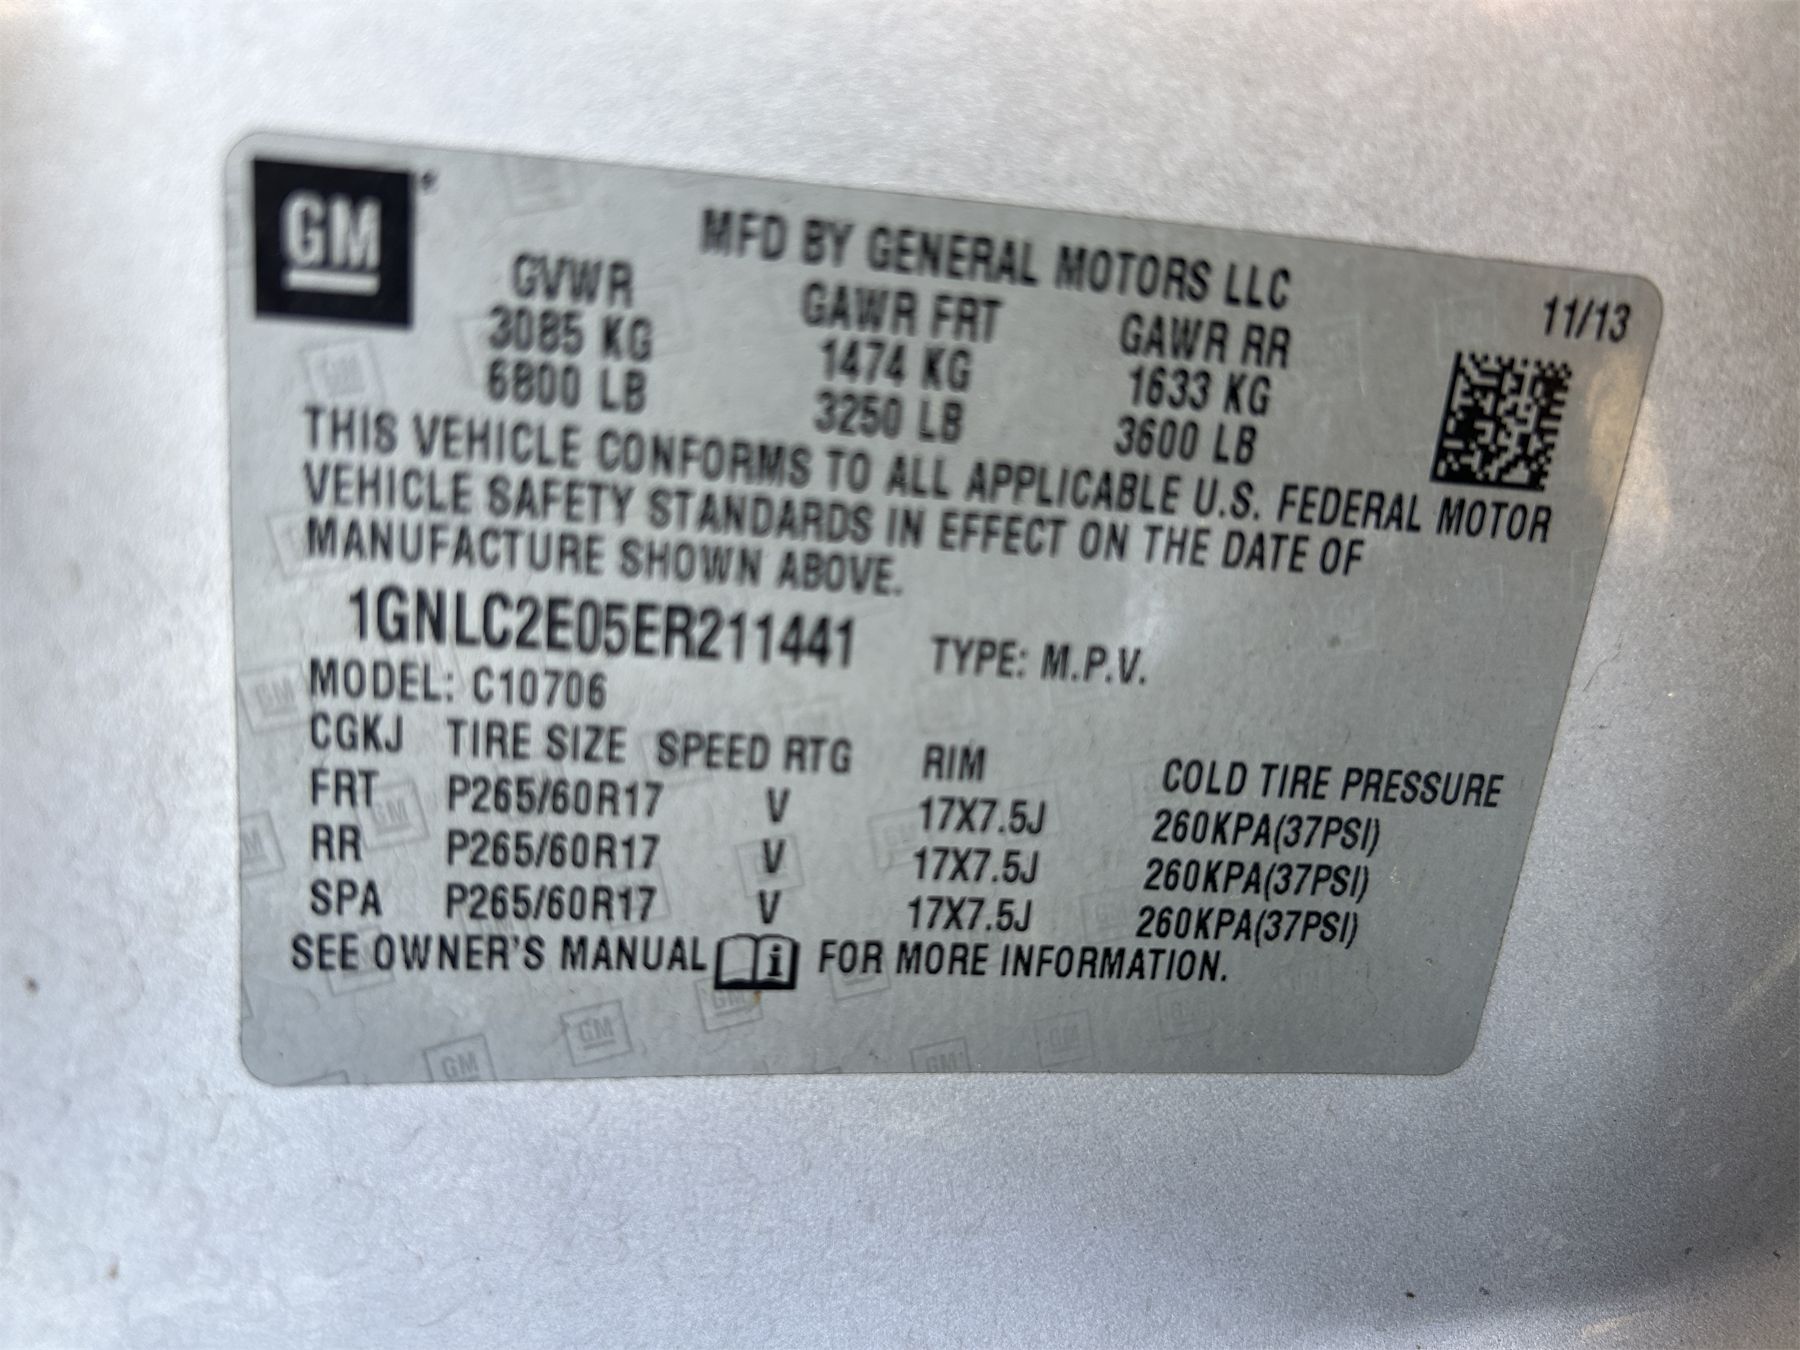 GM
MFD BY GENERAL MOTORS LLC
11/13
GVWR GAWR FRT GAWR RR
3085 KG 1474 KG 1633 KG
6800 LB 3250 LB 3600 LB
THIS VEHICLE CONFORMS TO ALL APPLICABLE U.S. FEDERAL MOTOR
VEHICLE SAFETY STANDARDS IN EFFECT ON THE DATE OF
MANUFACTURE SHOWN ABOVE.
1GNLC2E05ER211441 TYPE: M.P.V.
MODEL: C10706
CGKJ TIRE SIZE SPEED RTG RIM COLD TIRE PRESSURE
FRT P265/60R17 V 17X7.5J 260KPA(37PSI)
RR P265/60R17 V 17X7.5J 260KPA(37PSI)
SPA P265/60R17 V 17X7.5J 260KPA(37PSI)
SEE OWNER'S MANUAL i FOR MORE INFORMATION.